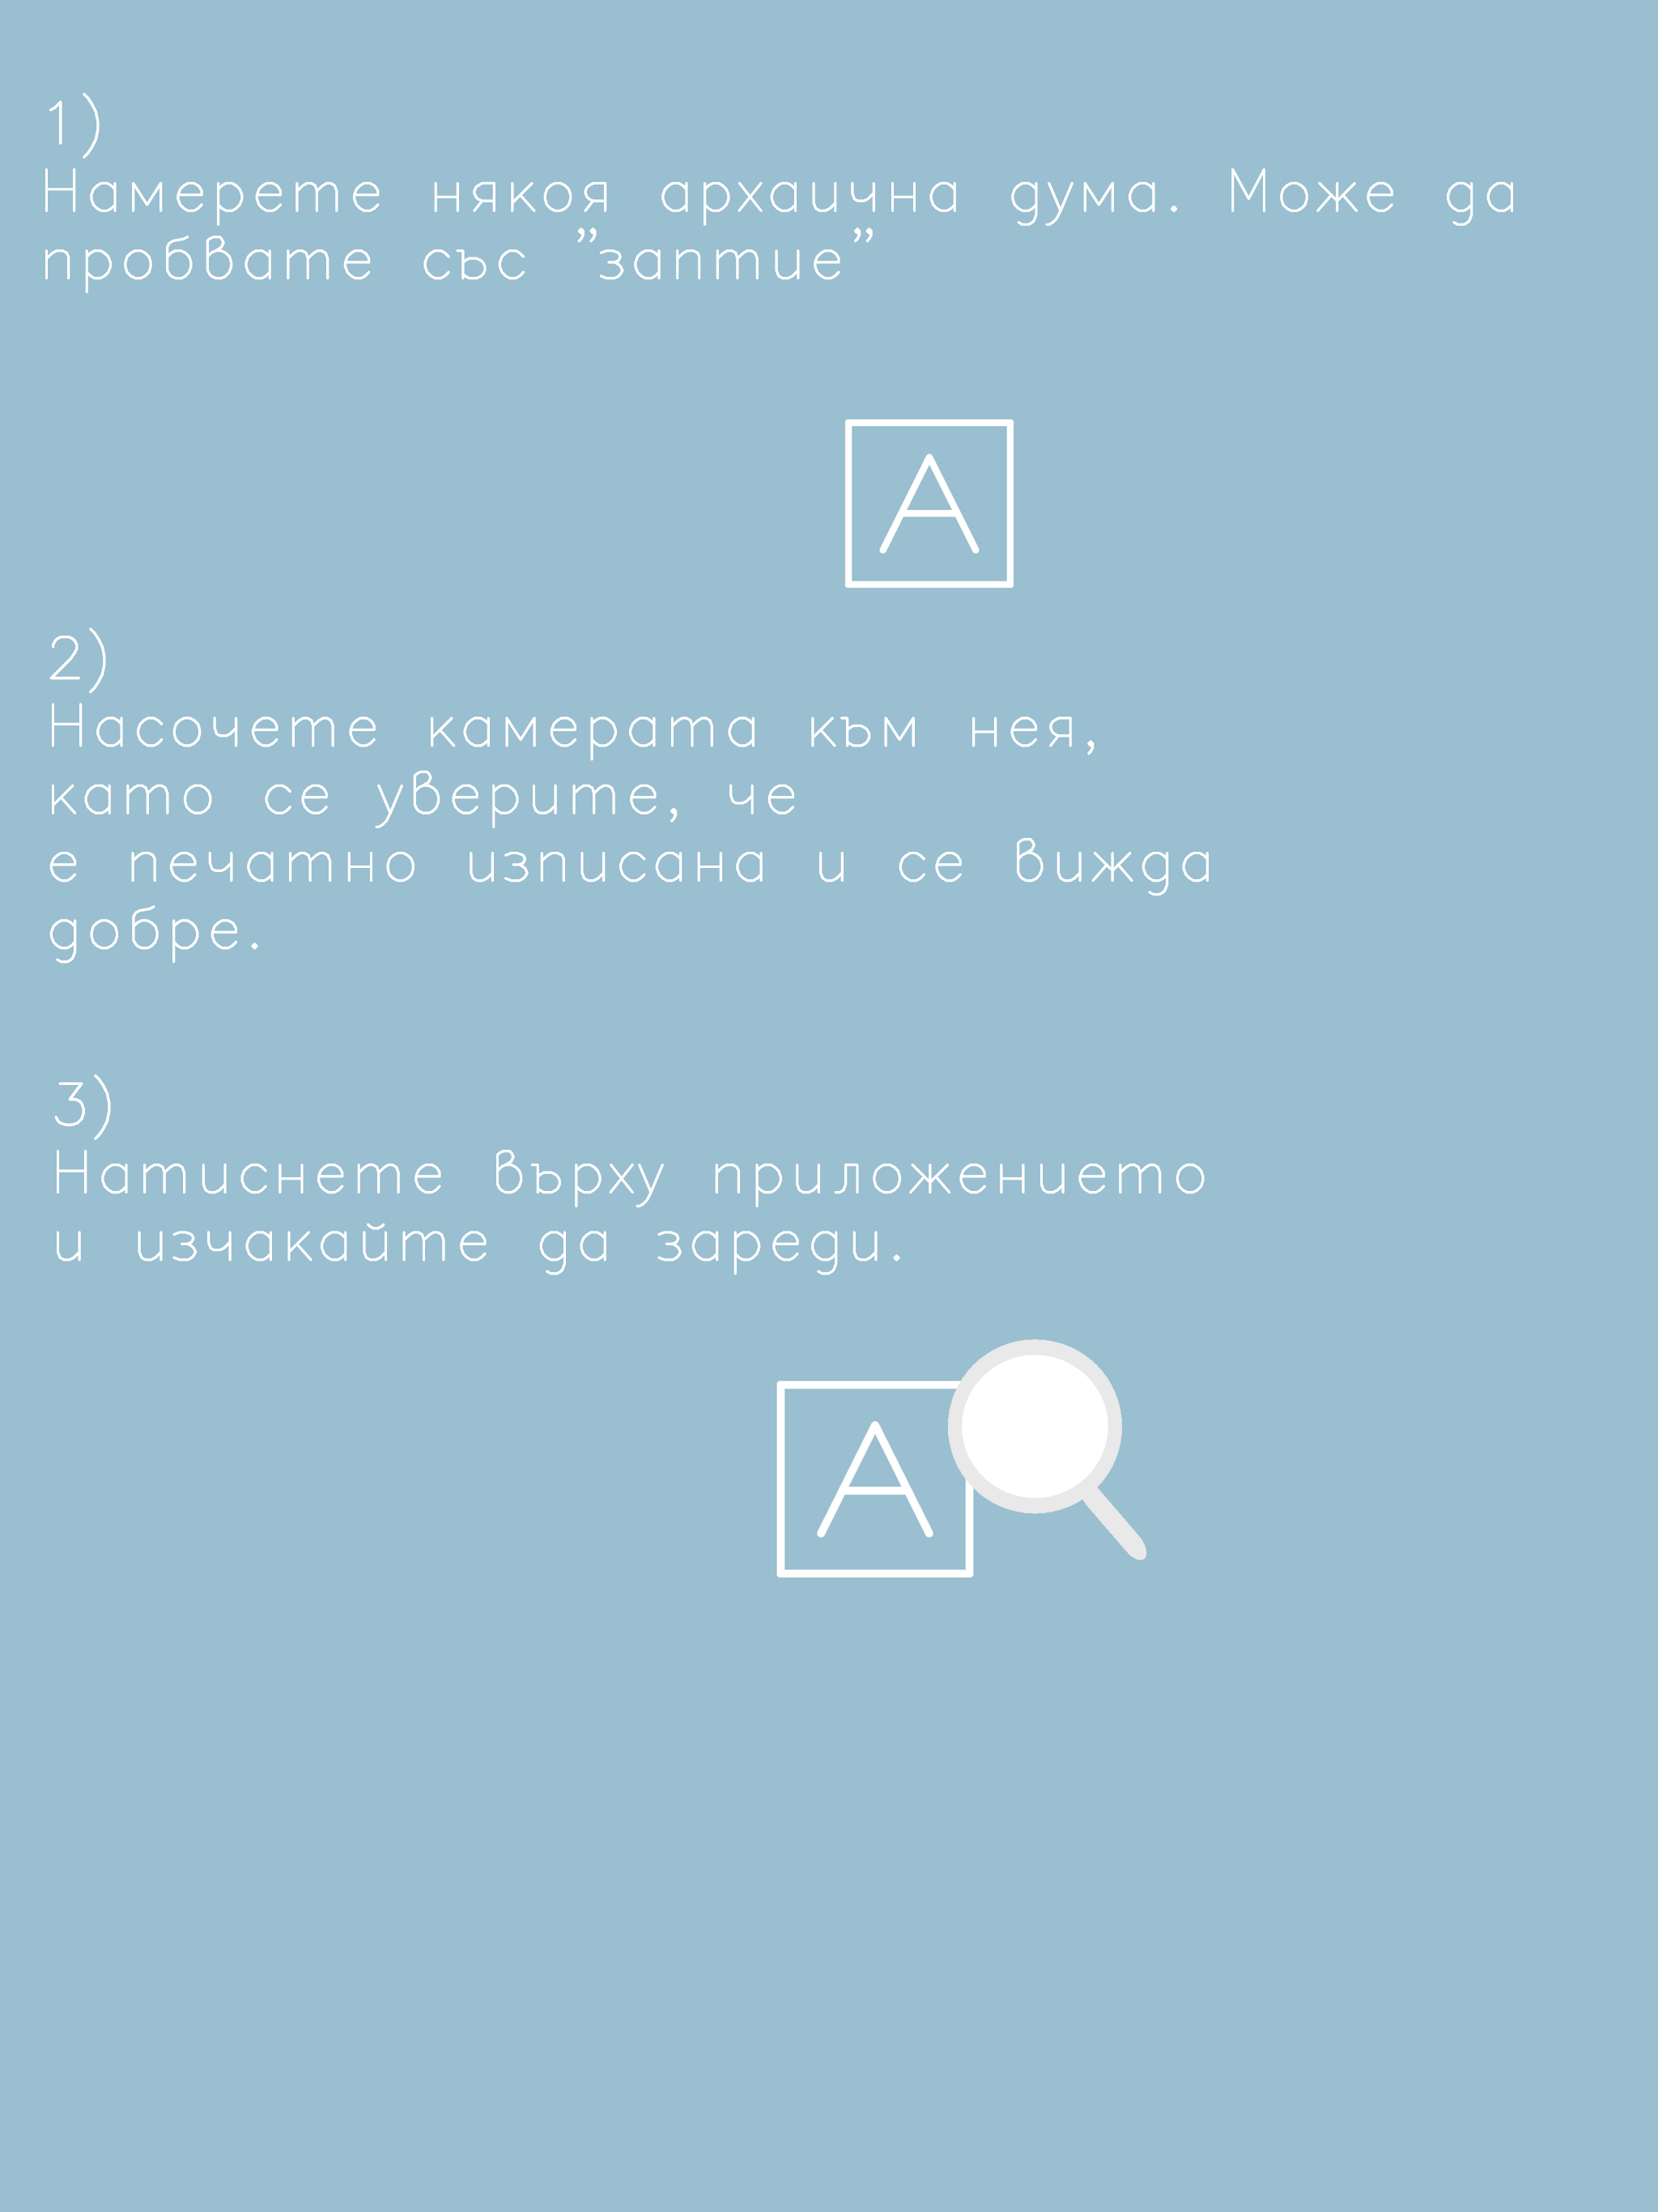 1)
Намерете някоя архаична дума. Може да
пробвате със "заптие"
A
2)
Насочете камерата към нея,
като се уверите, че
е печатно изписана и се вижда
добре.
3)
Натиснете върху приложението
и изчакайте да зареди.
A